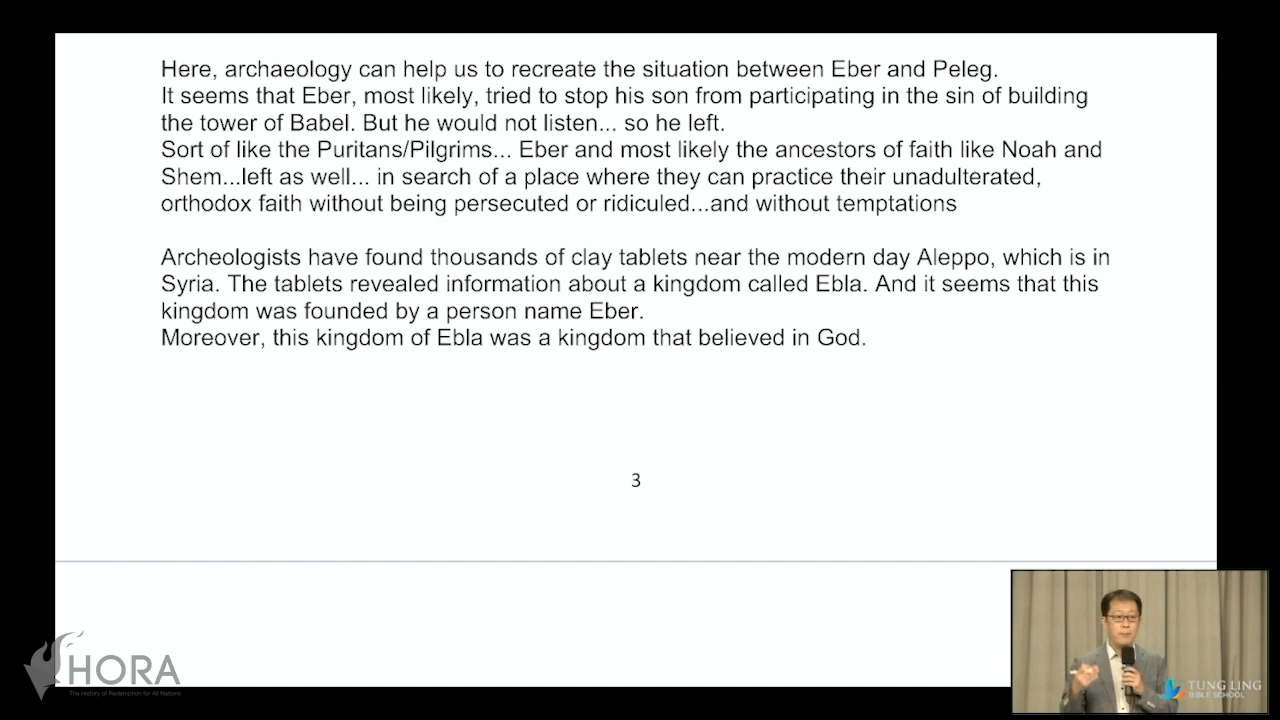 Here, archaeology can help us to recreate the situation between Eber and Peleg.
It seems that Eber, most likely, tried to stop his son from participating in the sin of building
the tower of Babel. But he would not listen... so he left.
Sort of like the Puritans/Pilgrims... Eber and most likely the ancestors of faith like Noah and
Shem...left as well... in search of a place where they can practice their unadulterated,
orthodox faith without being persecuted or ridiculed...and without temptations
Archeologists have found thousands of clay tablets near the modern day Aleppo, which is in
Syria. The tablets revealed information about a kingdom called Ebla. And it seems that this
kingdom was founded by a person name Eber.
Moreover, this kingdom of Ebla was a kingdom that believed in God.
3
HORA
The History of Redemption for All Nations
TUNG LING
BIBLE SCHOOL